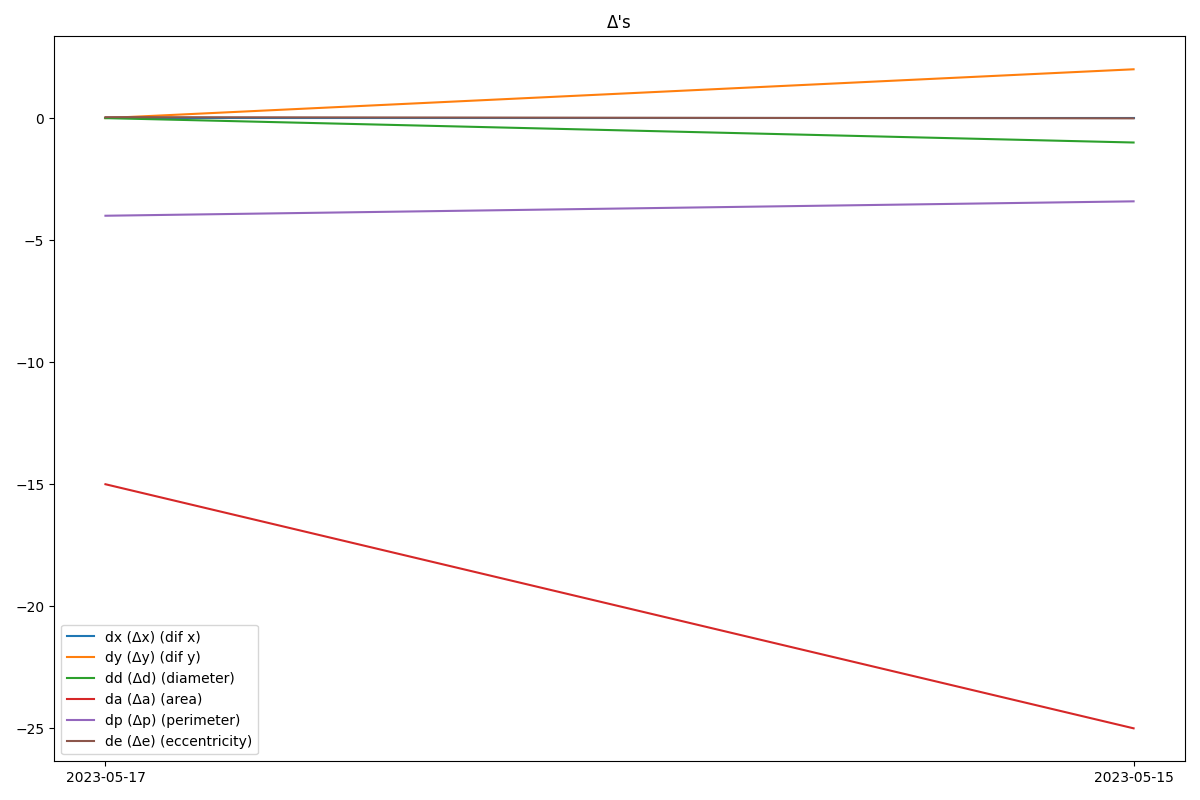 Δ's
0
−5
−10
−15
−20
−25
dx (Δx) (dif x)
dy (Δy) (dif y)
dd (Δd) (diameter)
da (Δa) (area)
dp (Δp) (perimeter)
de (Δe) (eccentricity)
2023-05-17
2023-05-15